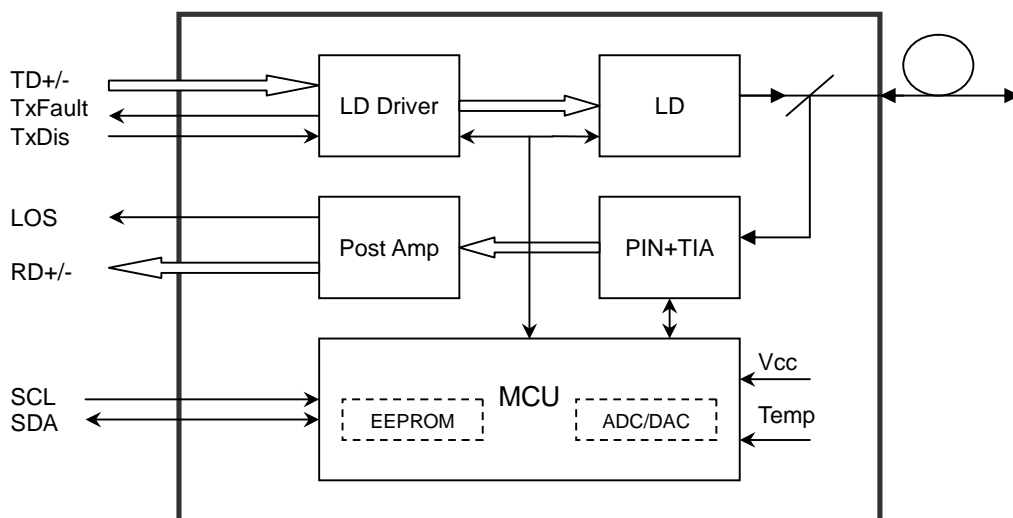 TD+/-
TxFault
TxDis
LD Driver
LD
LOS
RD+/-
Post Amp
PIN+TIA
SCL
SDA
MCU
EEPROM
ADC/DAC
Vcc
Temp